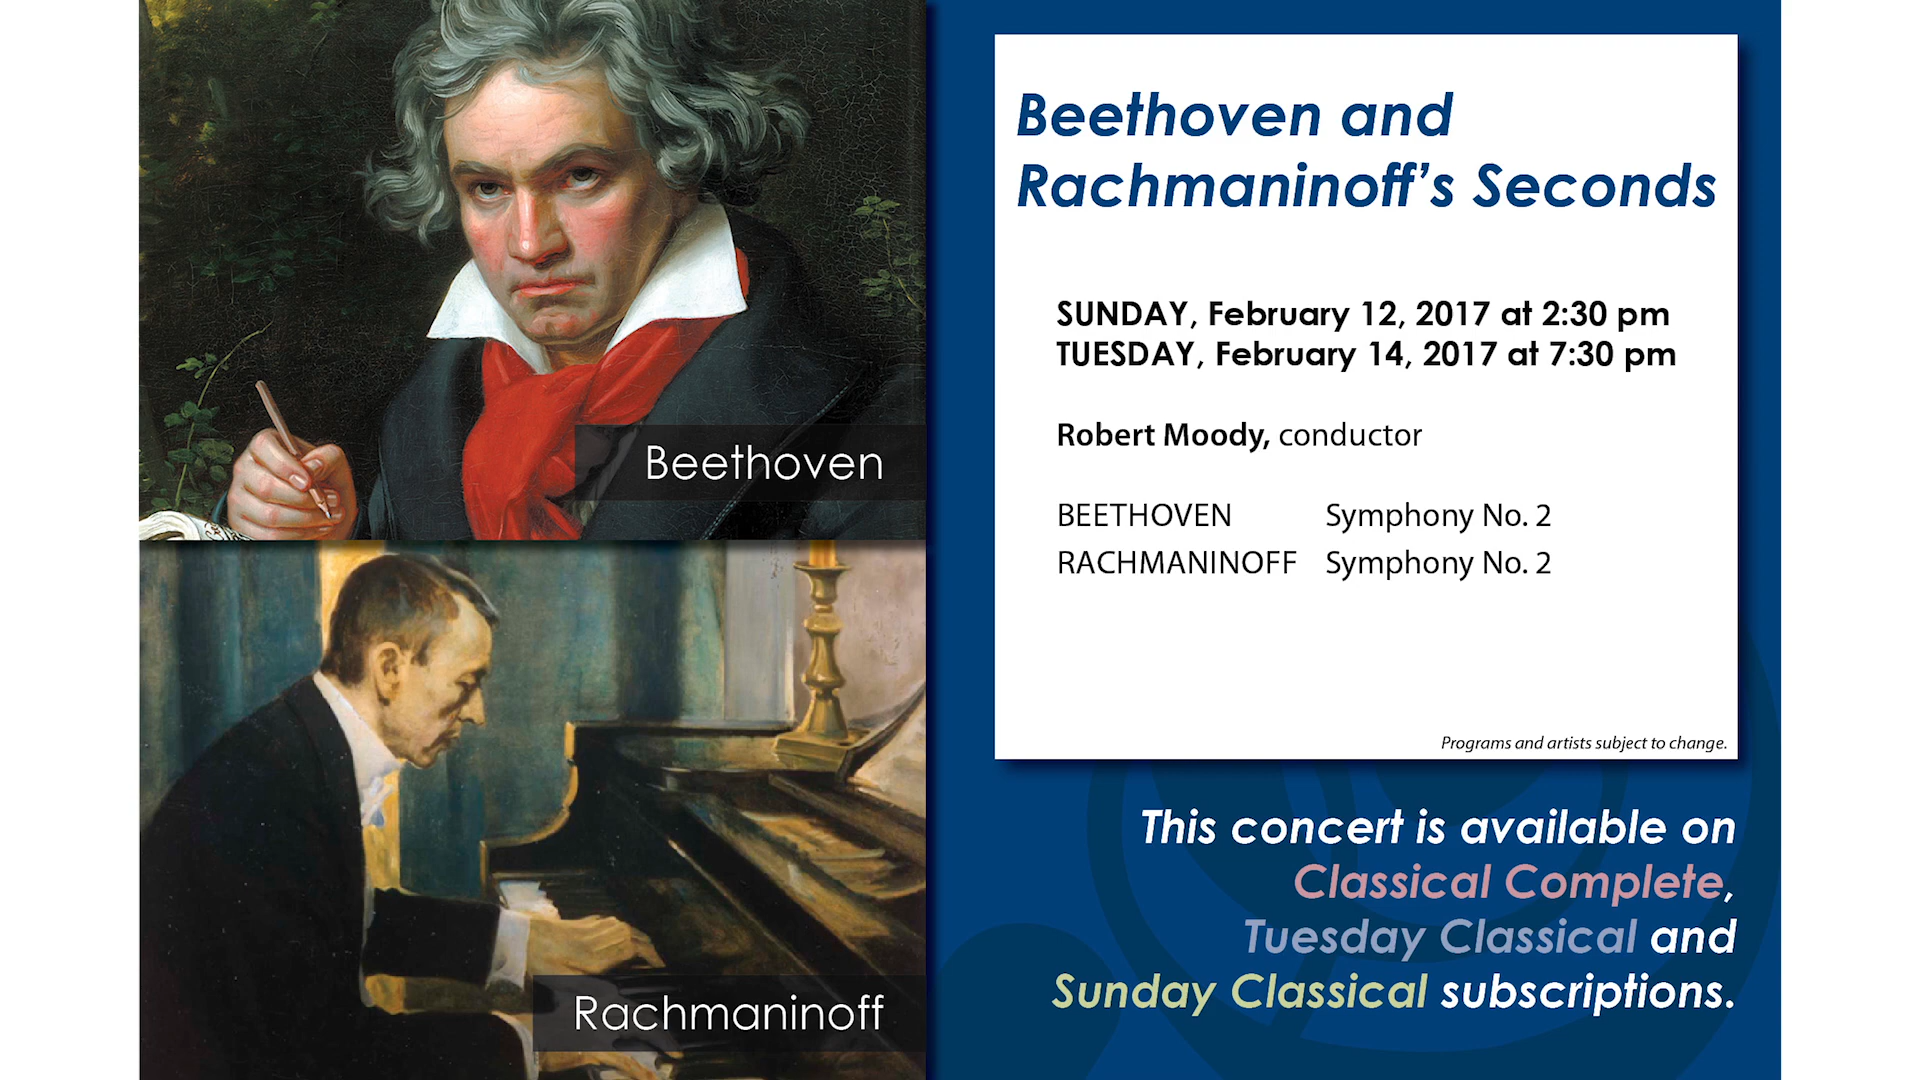 Beethoven
Rachmaninoff
Beethoven and
Rachmaninoff's Seconds
SUNDAY, February 12, 2017 at 2:30 pm
TUESDAY, February 14, 2017 at 7:30 pm
Robert Moody, conductor
BEETHOVEN Symphony No. 2
RACHMANINOFF Symphony No. 2
Programs and artists subject to change.
This concert is available on
Classical Complete,
Tuesday Classical and
Sunday Classical subscriptions.